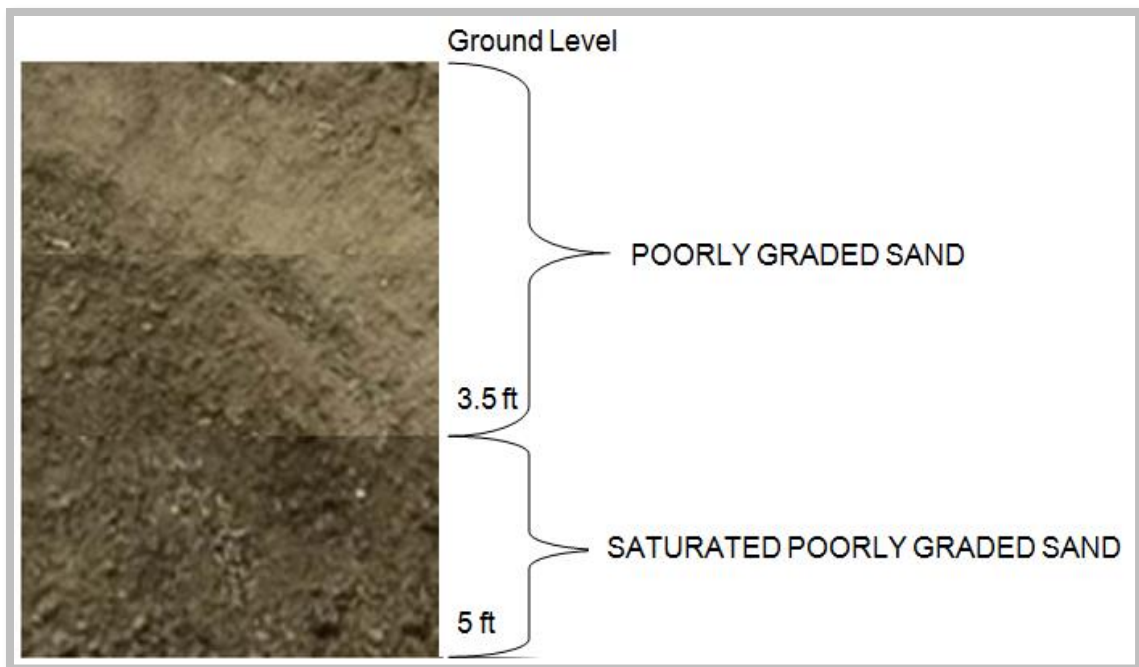 Ground Level
POORLY GRADED SAND
3.5 ft
SATURATED POORLY GRADED SAND
5 ft